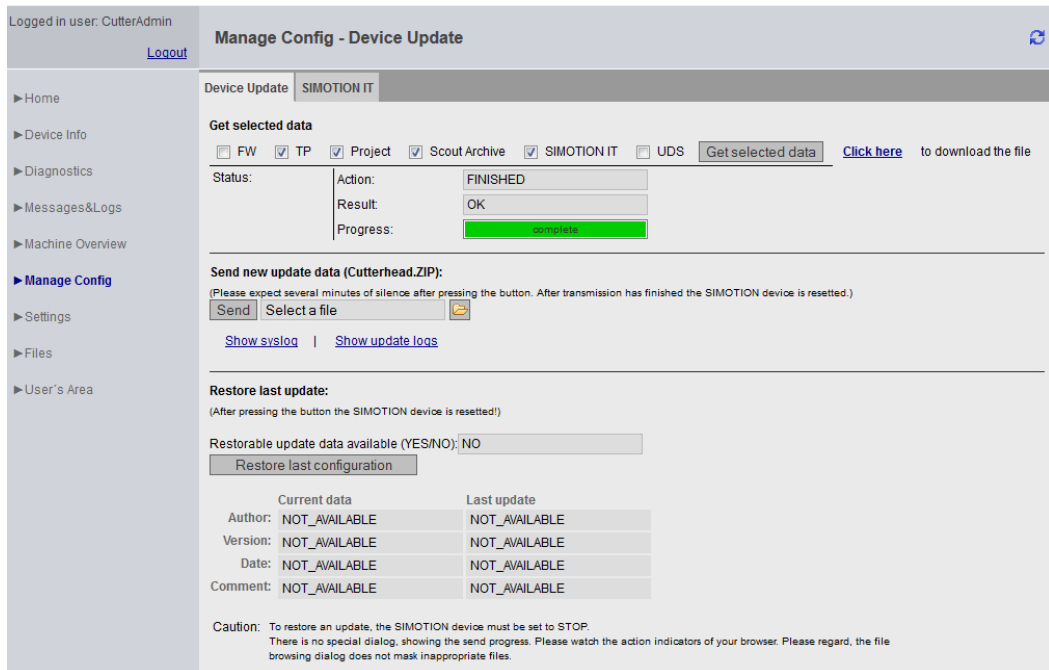 Logged in user: CutterAdmin
Logout
Manage Config - Device Update
►Home
►Device Info
►Diagnostics
►Messages&Logs
►Machine Overview
►Manage Config
►Settings
►Files
►User's Area
Device Update SIMOTION IT
Get selected data
FW TP Project Scout Archive SIMOTION IT UDS Get selected data Click here to download the file
Status: Action: FINISHED
Result: OK
Progress: complete
Send new update data (Cutterhead.ZIP):
(Please expect several minutes of silence after pressing the button. After transmission has finished the SIMOTION device is resetted.)
Send Select a file
Show syslog | Show update logs
Restore last update:
(After pressing the button the SIMOTION device is resetted!)
Restorable update data available (YES/NO): NO
Restore last configuration
Current data Last update
Author: NOT_AVAILABLE NOT_AVAILABLE
Version: NOT_AVAILABLE NOT_AVAILABLE
Date: NOT_AVAILABLE NOT_AVAILABLE
Comment: NOT_AVAILABLE NOT_AVAILABLE
Caution: To restore an update, the SIMOTION device must be set to STOP.
There is no special dialog, showing the send progress. Please watch the action indicators of your browser. Please regard, the file
browsing dialog does not mask inappropriate files.